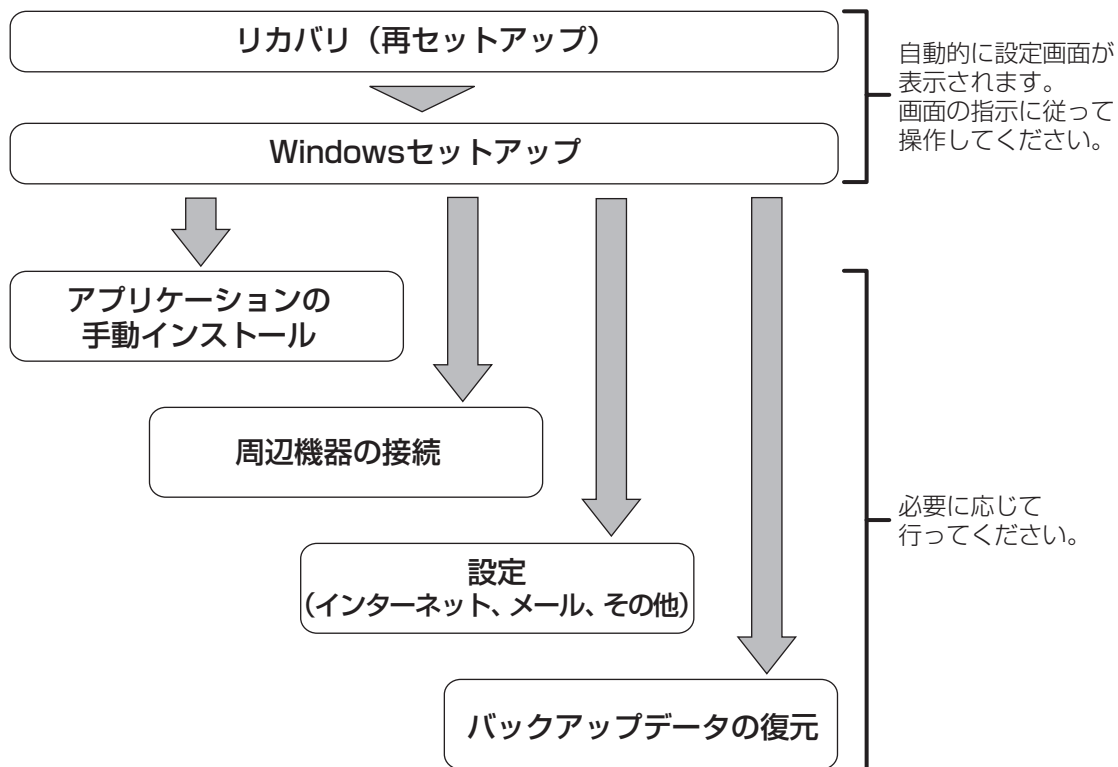 リカバリ（再セットアップ）
自動的に設定画面が
表示されます。
画面の指示に従って
操作してください。
Windowsセットアップ
アプリケーションの
手動インストール
周辺機器の接続
必要に応じて
行ってください。
設定
（インターネット、メール、その他）
バックアップデータの復元